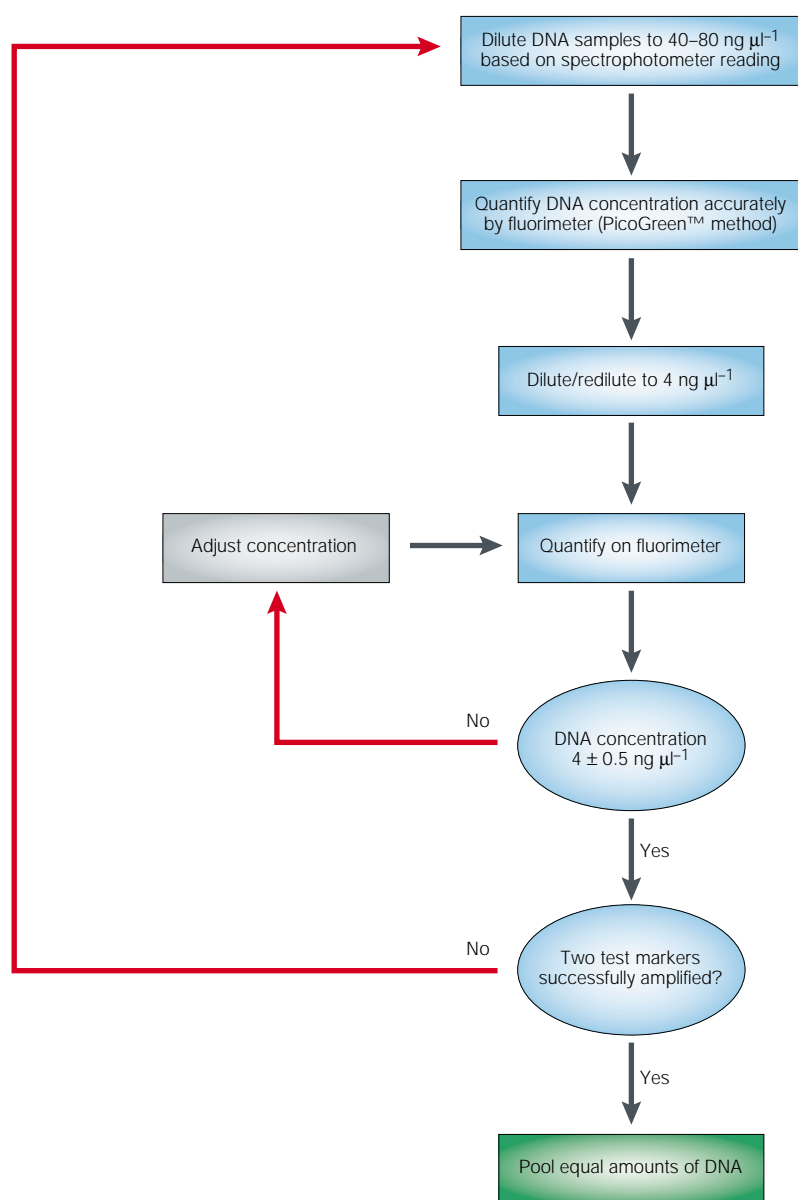 Dilute DNA samples to 40–80 ng μl⁻¹
based on spectrophotometer reading
Quantify DNA concentration accurately
by fluorimeter (PicoGreen™ method)
Dilute/redilute to 4 ng μl⁻¹
Adjust concentration
Quantify on fluorimeter
No
DNA concentration
4 ± 0.5 ng μl⁻¹
Yes
No
Two test markers
successfully amplified?
Yes
Pool equal amounts of DNA